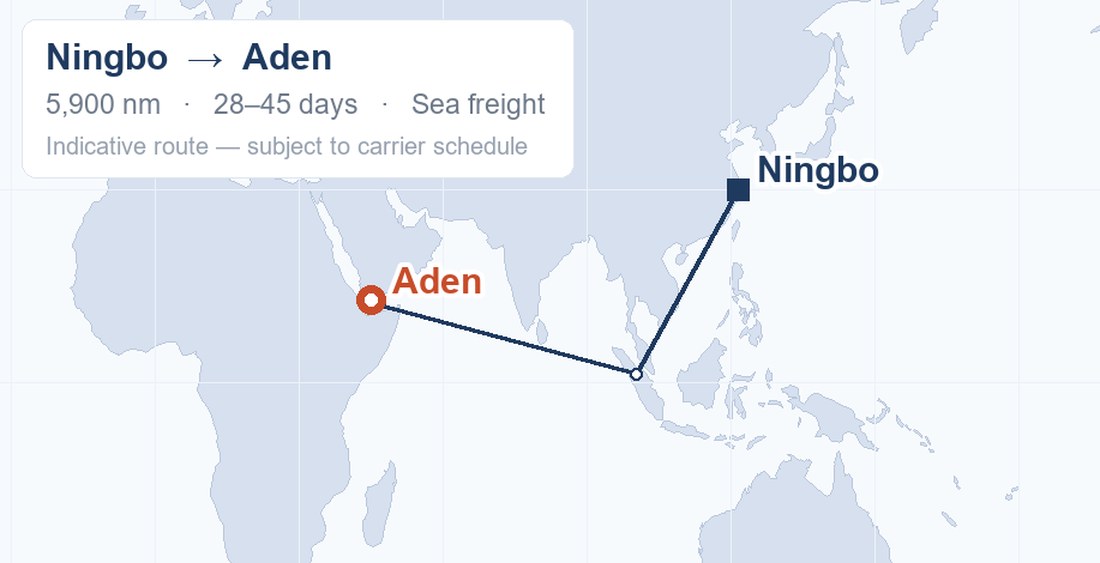 Ningbo → Aden
5,900 nm · 28–45 days · Sea freight
Indicative route — subject to carrier schedule
Ningbo
Aden